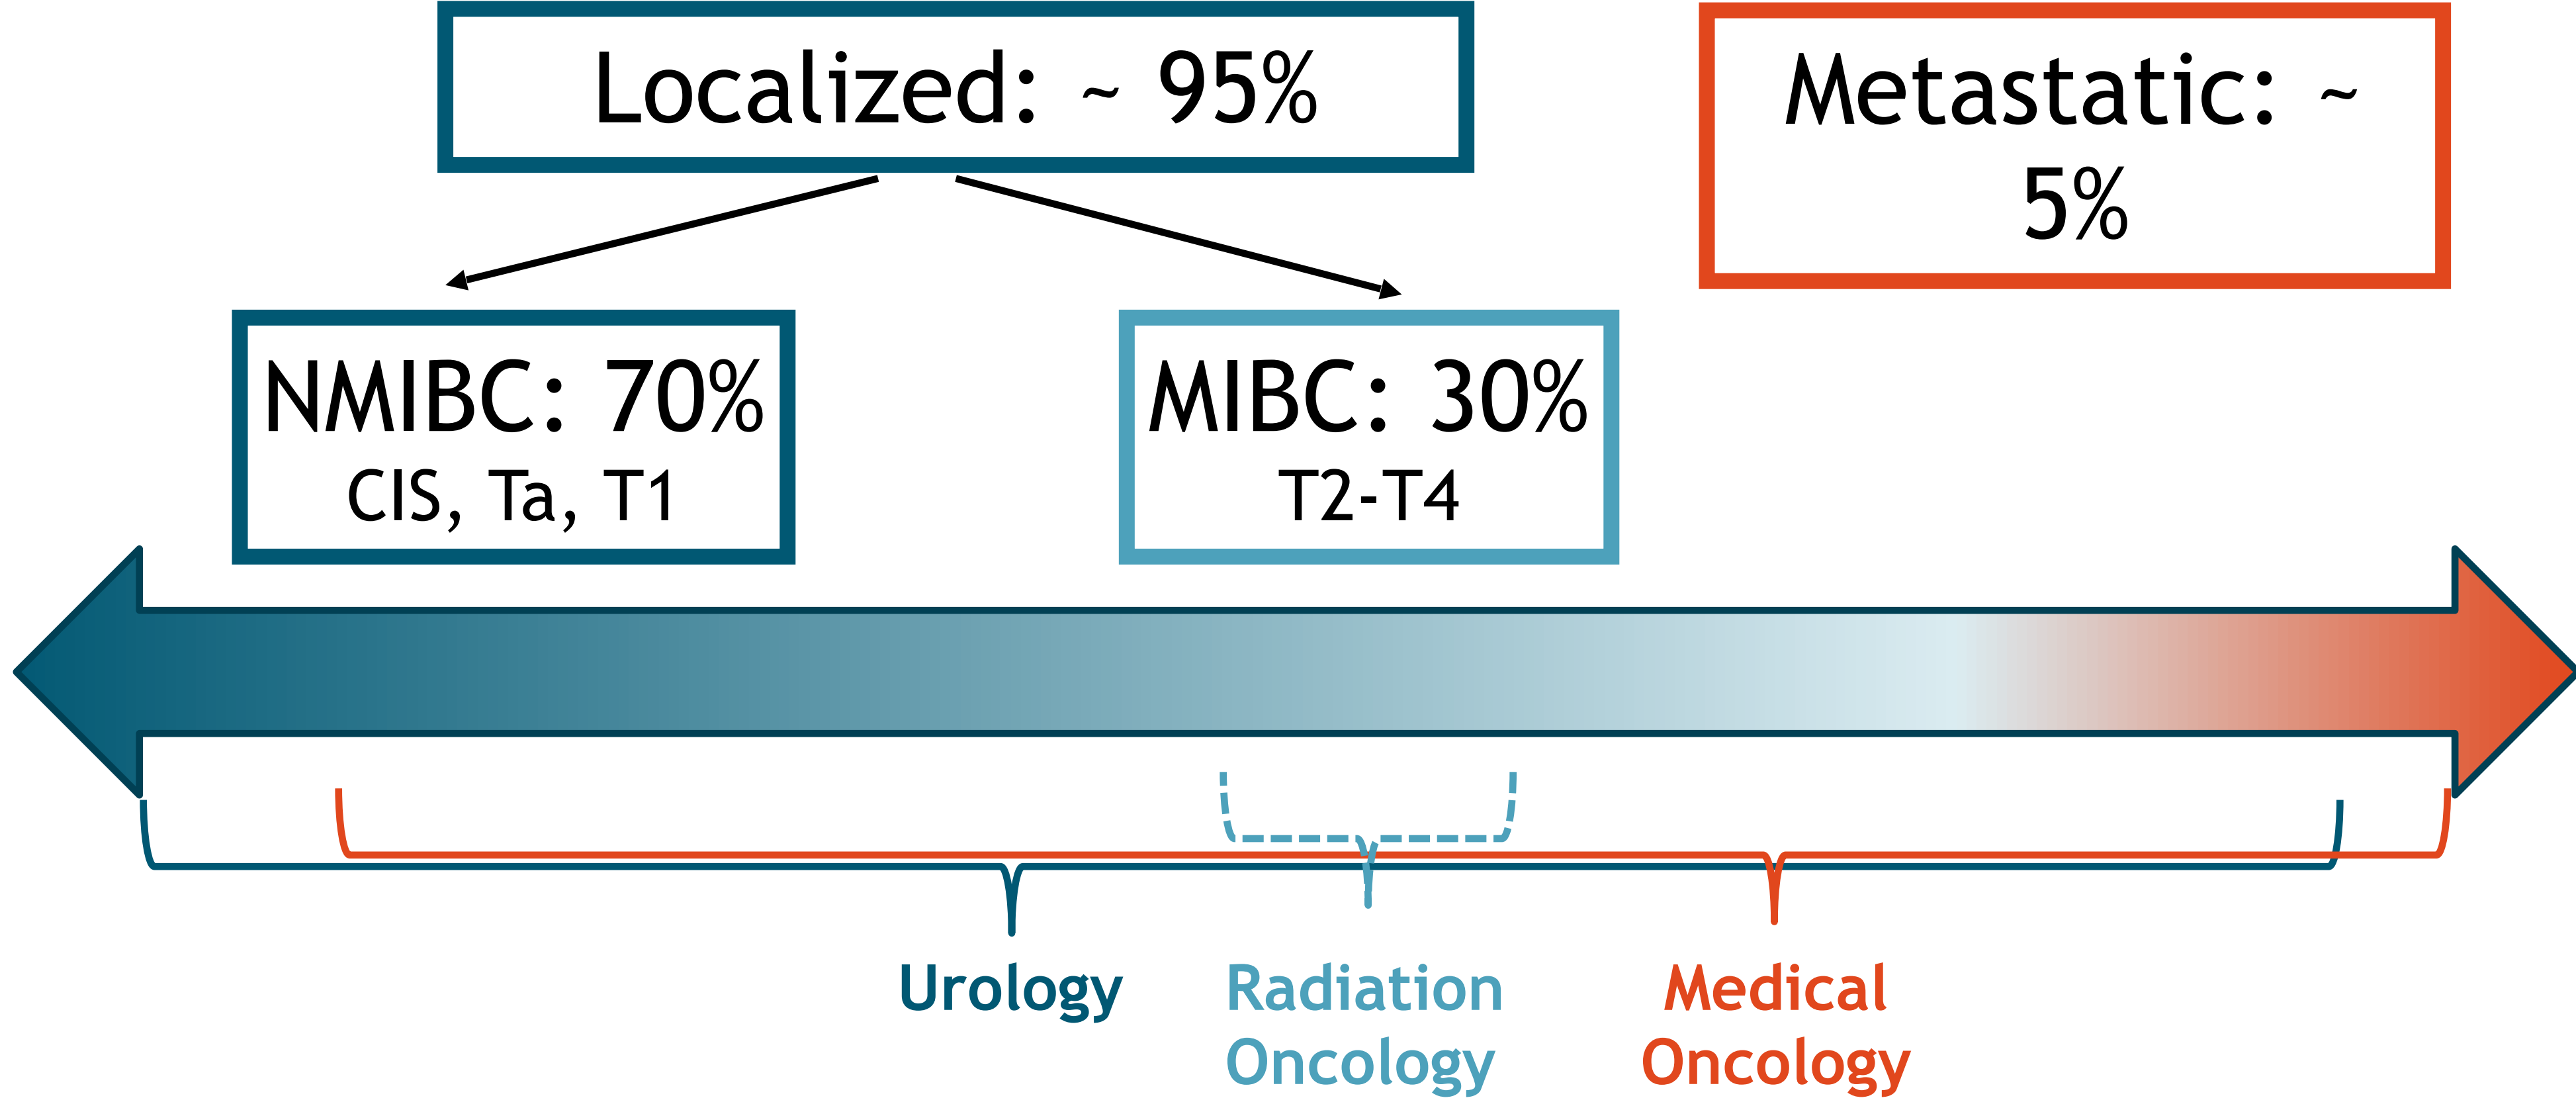 Localized: ~ 95%
Metastatic: ~
5%
NMIBC: 70%
CIS, Ta, T1
MIBC: 30%
T2-T4
Urology
Radiation
Oncology
Medical
Oncology